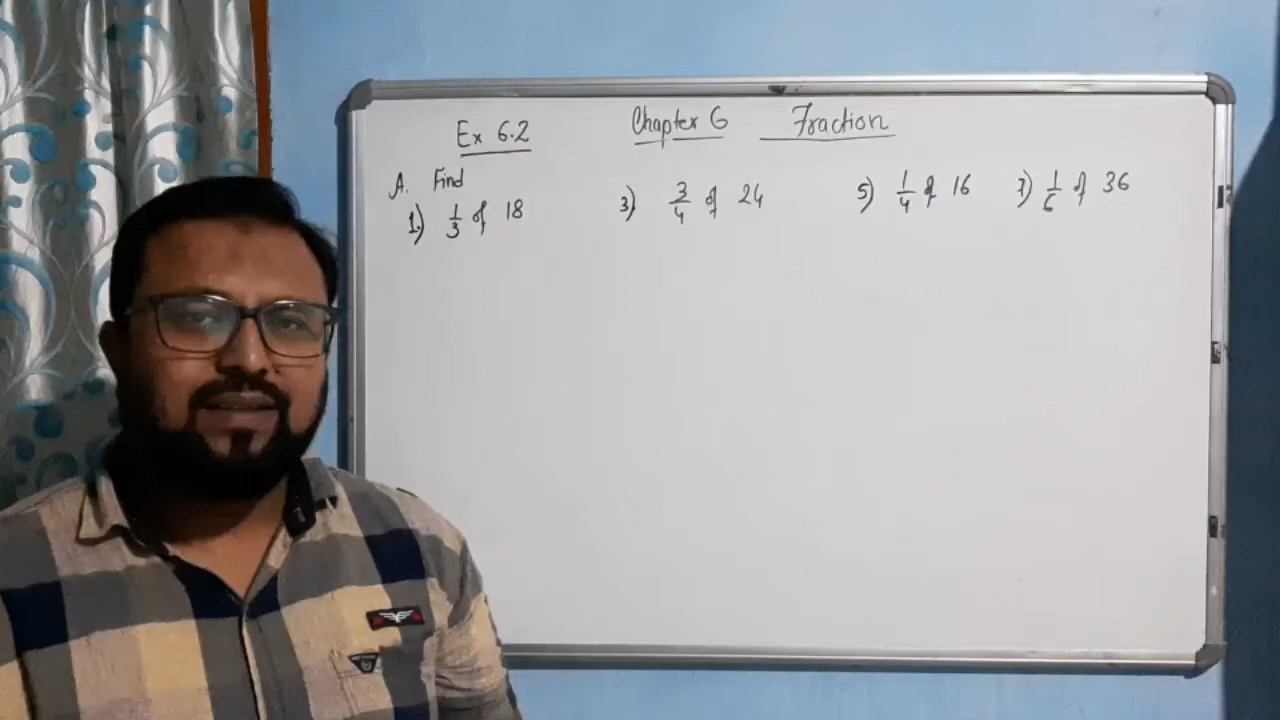 Ex 6.2 Chapter 6 Fraction
A. Find
1.) 1/3 of 18 3) 3/4 of 24 5) 1/4 of 16 7) 1/6 of 36